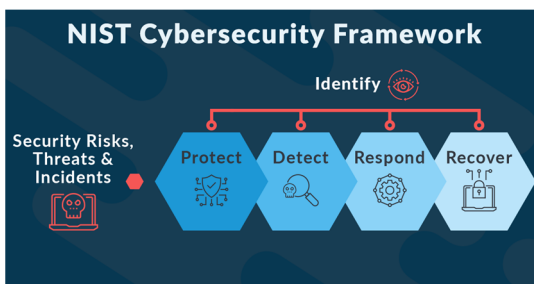 NIST Cybersecurity Framework
Identify
Security Risks,
Threats &
Incidents
Protect
Detect
Respond
Recover